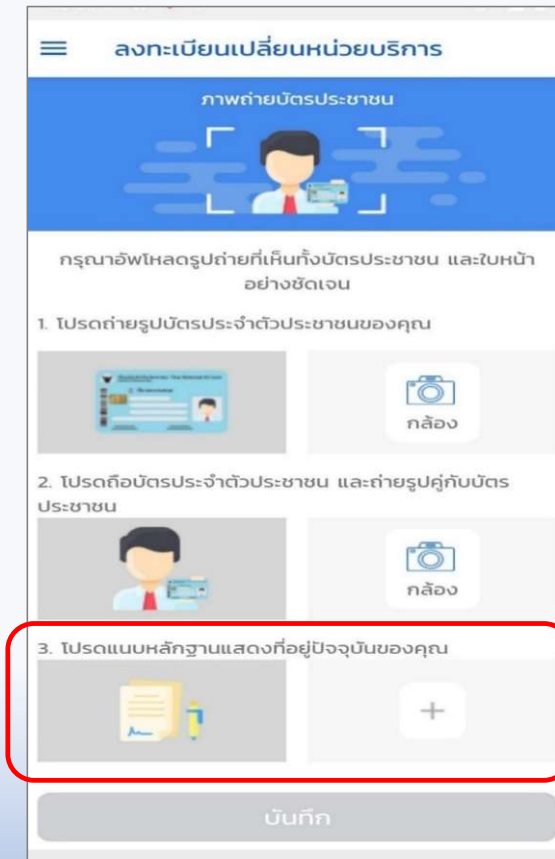 ลงทะเบียนเปลี่ยนหน่วยบริการ
ภาพถ่ายบัตรประชาชน
กรุณาอัพโหลดรูปถ่ายที่เห็นทั้งบัตรประชาชน และใบหน้า
อย่างชัดเจน
1. โปรดถ่ายรูปบัตรประจำตัวประชาชนของคุณ
กล้อง
2. โปรดถือบัตรประจำตัวประชาชน และถ่ายรูปคู่กับบัตร
ประชาชน
กล้อง
3. โปรดแนบหลักฐานแสดงที่อยู่ปัจจุบันของคุณ
บันทึก